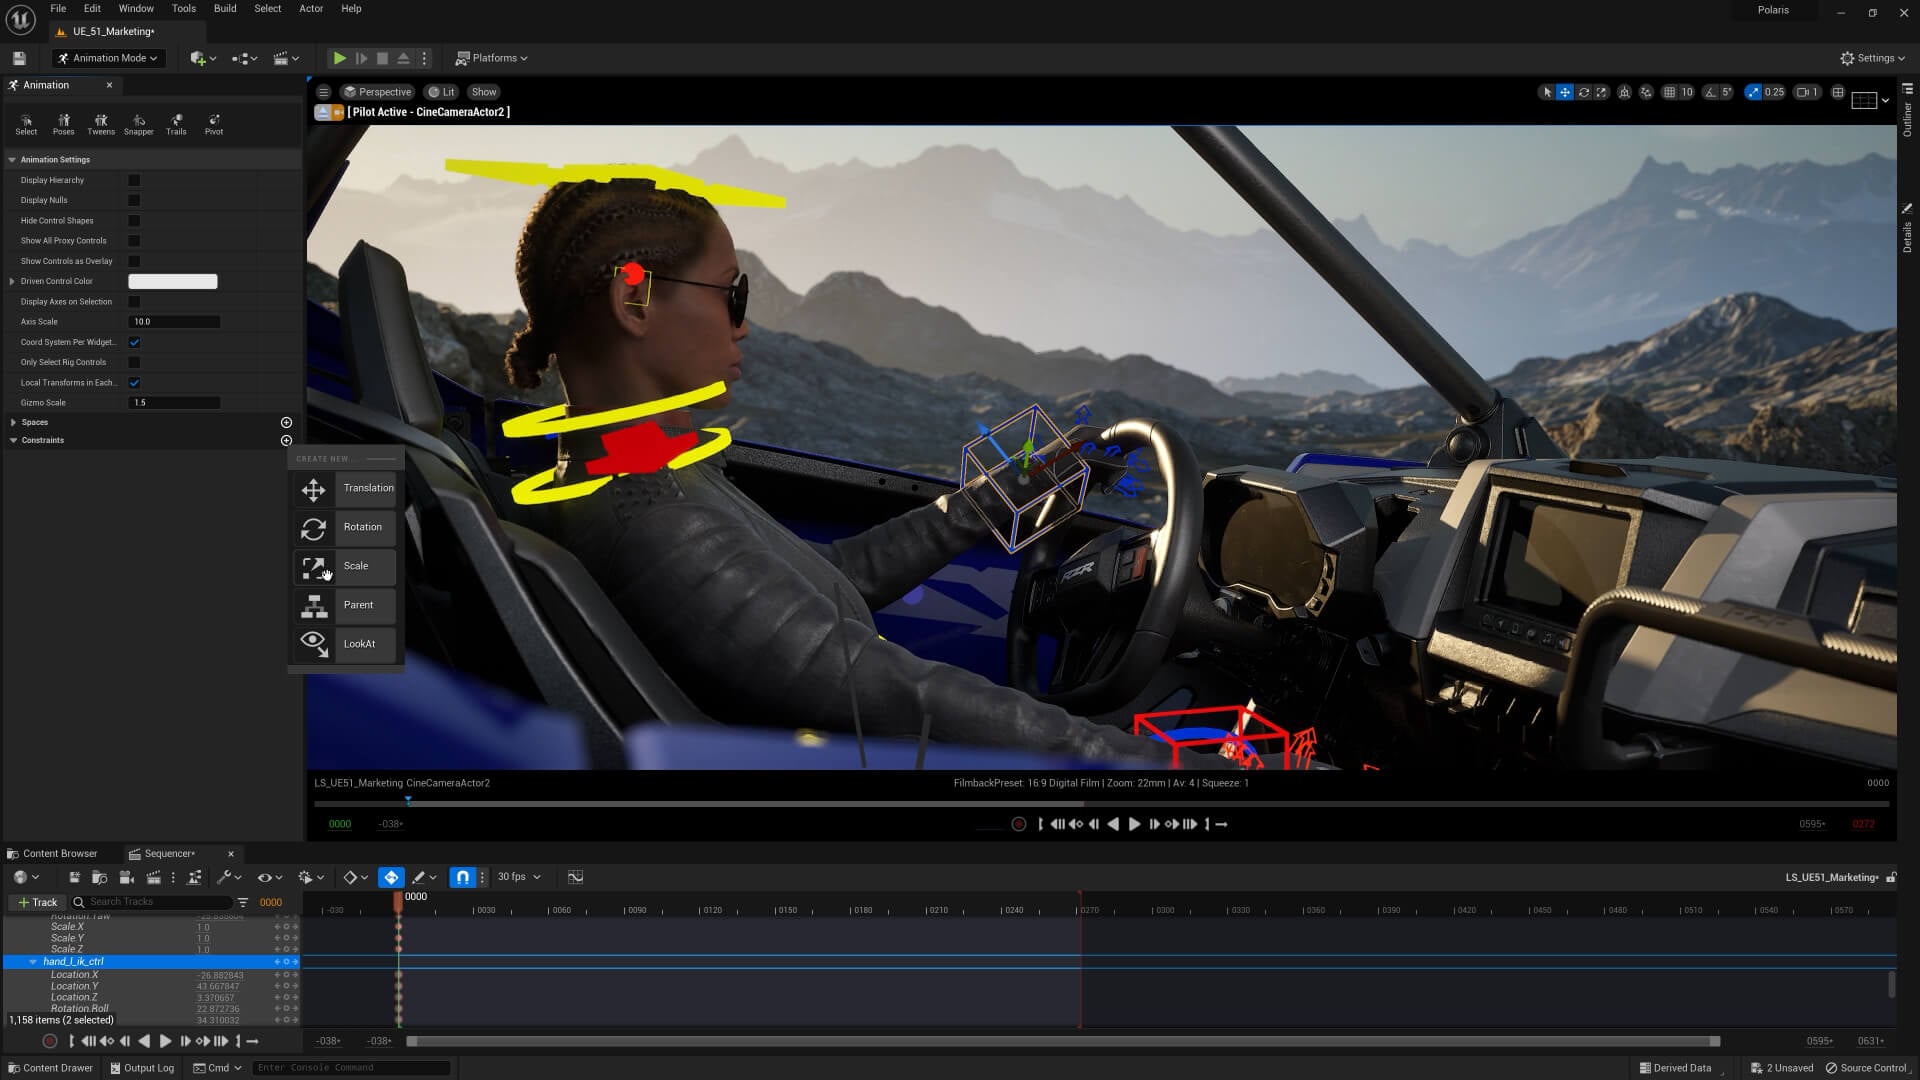 File Edit Window Tools Build Select Actor Help
Polaris
UE_51_Marketing*
Animation Mode
Platforms
Settings
Animation
Select Poses Tweens Snapper Trails Pivot
Animation Settings
Display Hierarchy
Display Nulls
Hide Control Shapes
Show All Proxy Controls
Show Controls as Overlay
Driven Control Color
Display Axes on Selection
Axis Scale 10.0
Coord System Per Widget..
Only Select Rig Controls
Local Transforms in Each..
Gizmo Scale 1.5
Spaces
Constraints
CREATE NEW...
Translation
Rotation
Scale
Parent
LookAt
Perspective Lit Show
10 5° 0.25 1
[ Pilot Active - CineCameraActor2 ]
Outliner
Details
RZR
LS_UE51_Marketing CineCameraActor2
FilmbackPreset: 16:9 Digital Film | Zoom: 22mm | Av: 4 | Squeeze: 1
0000
0000 -038+ 0595+ 0272
Content Browser Sequencer*
30 fps
LS_UE51_Marketing*
Track Search Tracks 0000
0000
-030 0030 0060 0090 0120 0150 0180 0210 0240 0270 0300 0330 0360 0390 0420 0450 0480 0510 0540 0570
Rotation.Yaw
Scale.X 1.0
Scale.Y 1.0
Scale.Z 1.0
hand_l_ik_ctrl
Location.X -26.882843
Location.Y 43.667847
Location.Z 3.370657
Rotation.Roll 22.872736
1,158 items (2 selected) 34.310032
-038+ -038+ 0595+ 0631+
Content Drawer Output Log Cmd Enter Console Command
Derived Data 2 Unsaved Source Control